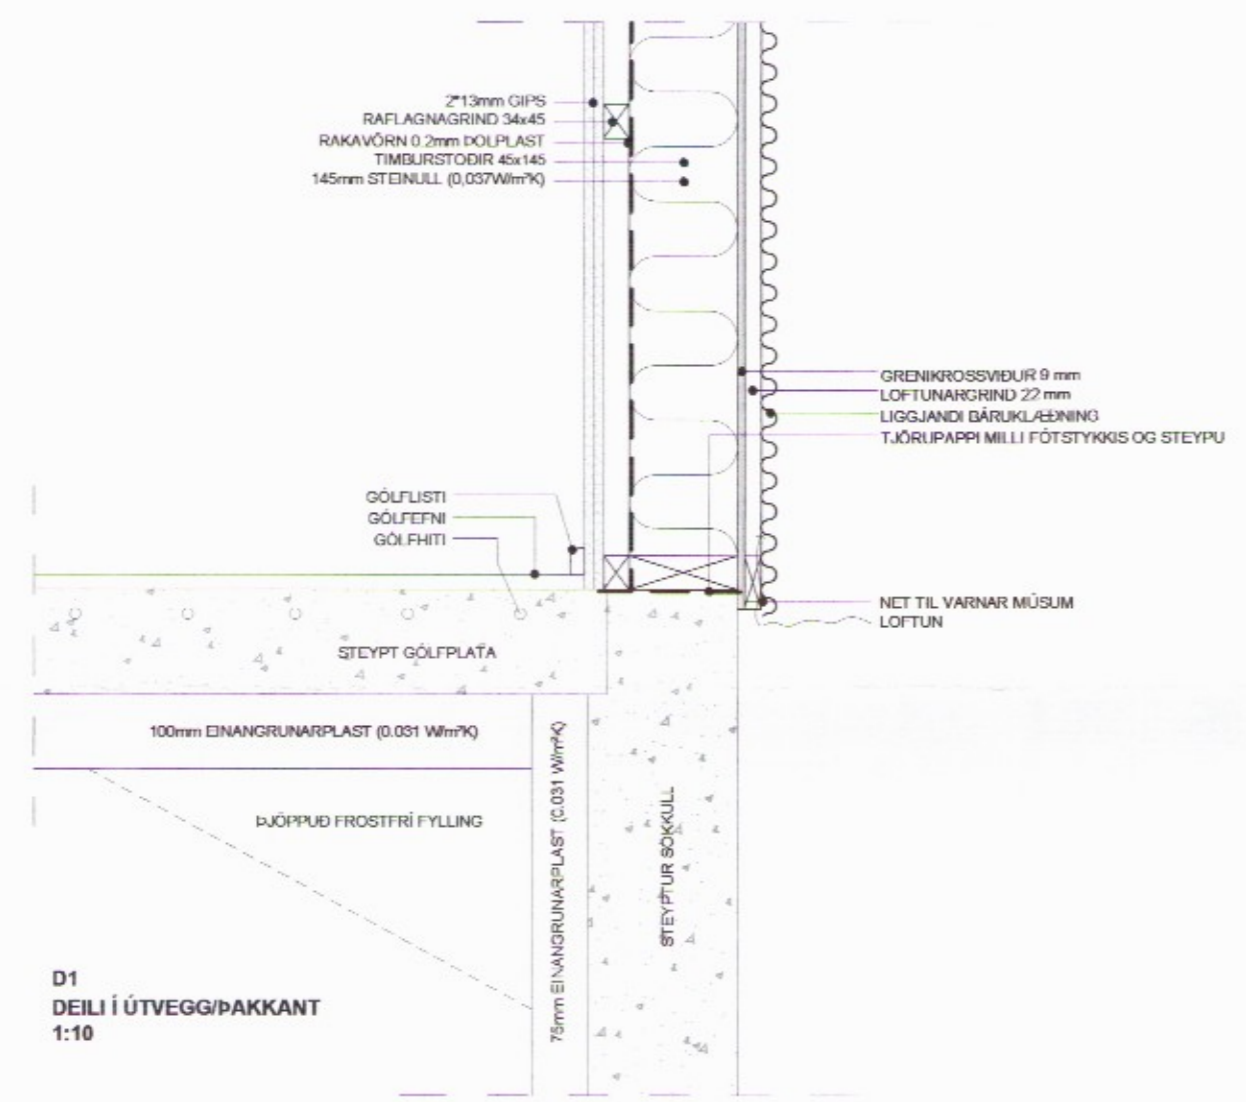 2*13mm GIPS
RAFLAGNAGRIND 34x45
RAKAVÖRN 0.2mm ÞOLPLAST
TIMBURSTOÐIR 45x145
145mm STEINULL (0,037W/m²K)
GRENIKROSSVIÐUR 9 mm
LOFTUNARGRIND 22 mm
LIGGJANDI BÁRUKLÆÐNING
TJÖRUPAPPI MILLI FÓTSTYKKIS OG STEYPU
GÓLFLISTI
GÓLFEFNI
GÓLFHITI
NET TIL VARNAR MÚSUM
LOFTUN
STEYPT GÓLFPLATA
100mm EINANGRUNARPLAST (0.031 W/m²K)
75mm EINANGRUNARPLAST (0.031 W/m²K)
STEYPTUR SÖKKULL
ÞJÖPPUÐ FROSTFRÍ FYLLING
D1
DEILI Í ÚTVEGG/ÞAKKANT
1:10